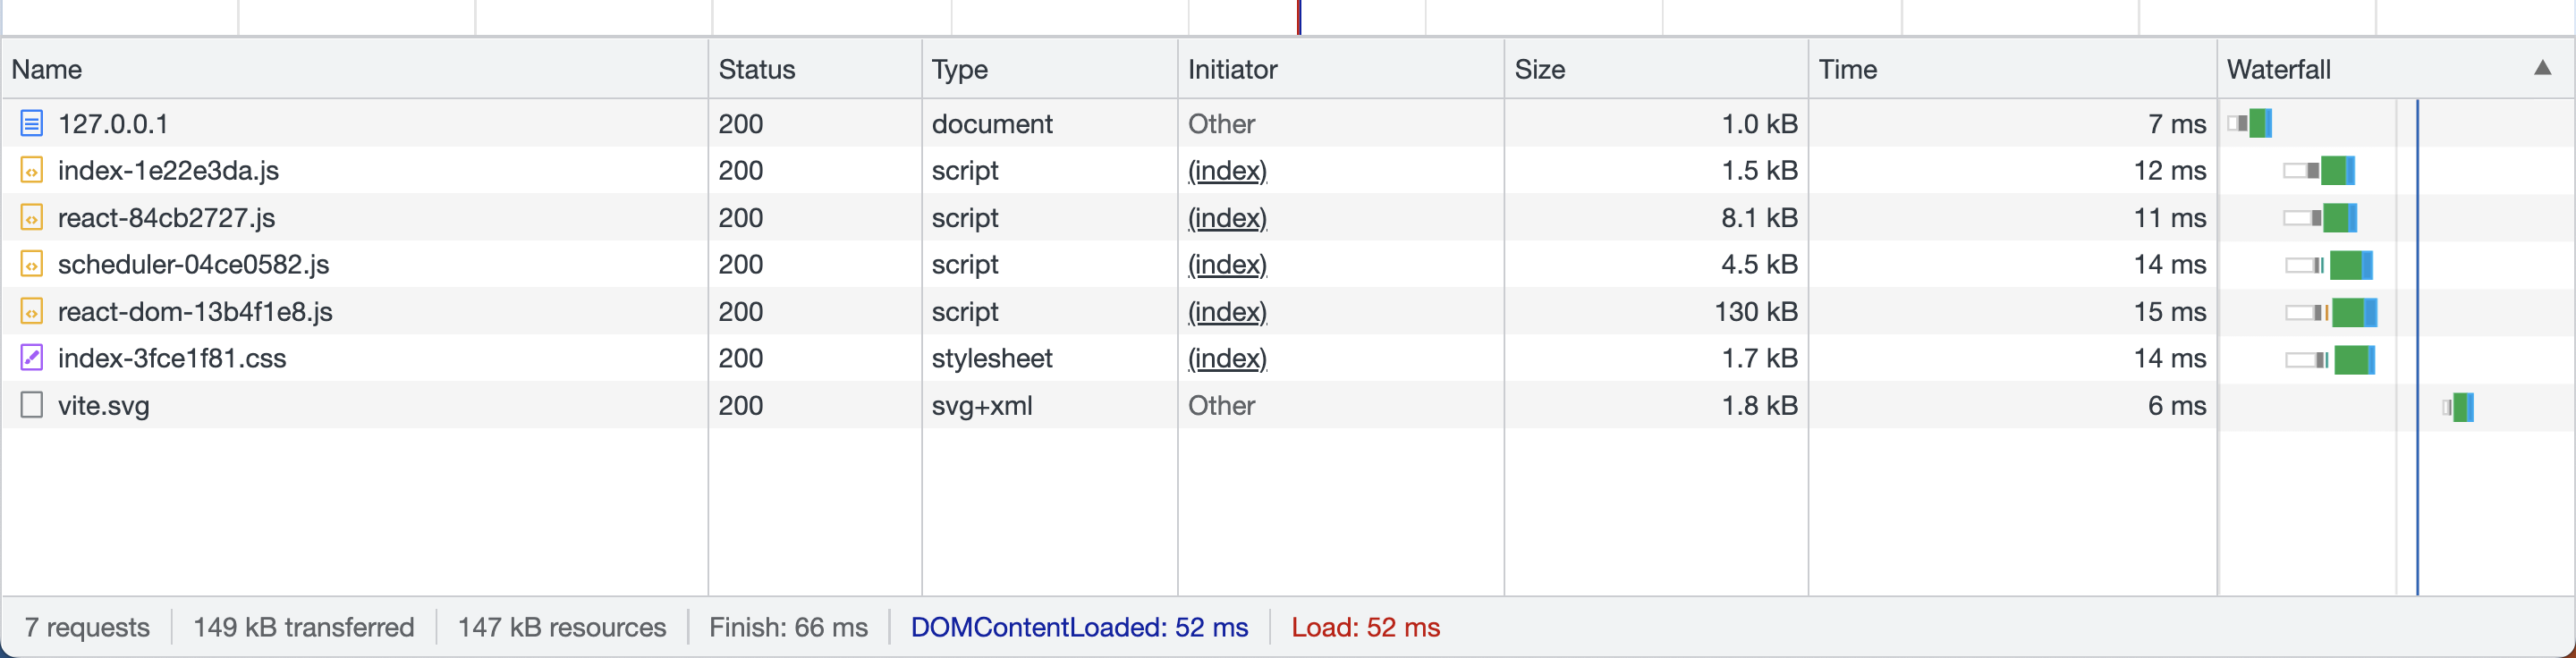 Name Status Type Initiator Size Time Waterfall ▲
127.0.0.1 200 document Other 1.0 kB 7 ms
index-1e22e3da.js 200 script (index) 1.5 kB 12 ms
react-84cb2727.js 200 script (index) 8.1 kB 11 ms
scheduler-04ce0582.js 200 script (index) 4.5 kB 14 ms
react-dom-13b4f1e8.js 200 script (index) 130 kB 15 ms
index-3fce1f81.css 200 stylesheet (index) 1.7 kB 14 ms
vite.svg 200 svg+xml Other 1.8 kB 6 ms
7 requests 149 kB transferred 147 kB resources Finish: 66 ms DOMContentLoaded: 52 ms Load: 52 ms